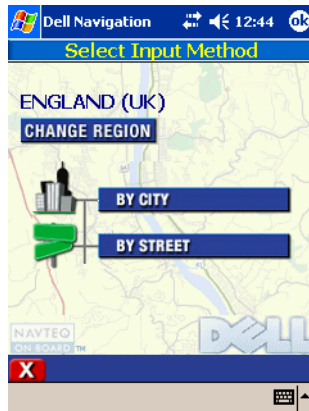 Dell Navigation 12:44 ok
Select Input Method
ENGLAND (UK)
CHANGE REGION
BY CITY
BY STREET
NAVTEQ
ON BOARD TM
DELL
X